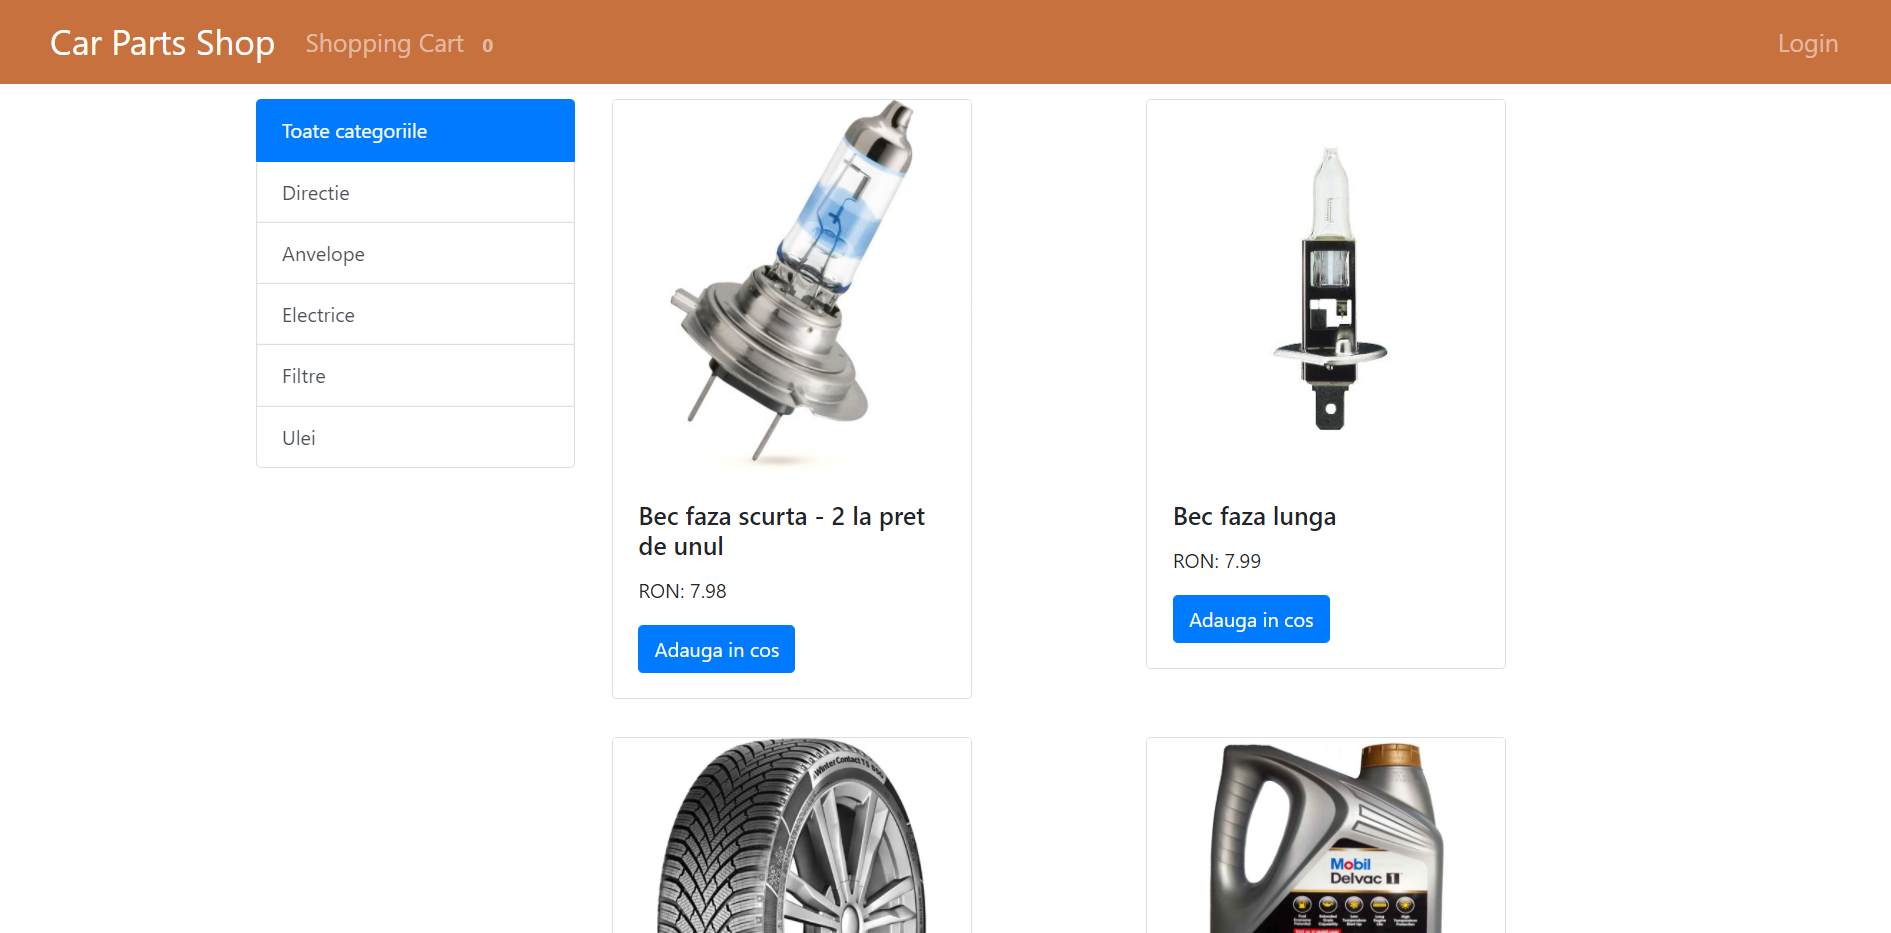 Car Parts Shop
Shopping Cart 0
Login
Toate categoriile
Directie
Anvelope
Electrice
Filtre
Ulei
Bec faza scurta - 2 la pret
de unul
RON: 7.98
Adauga in cos
Bec faza lunga
RON: 7.99
Adauga in cos
WinterContact TS 860
Mobil
Delvac 1